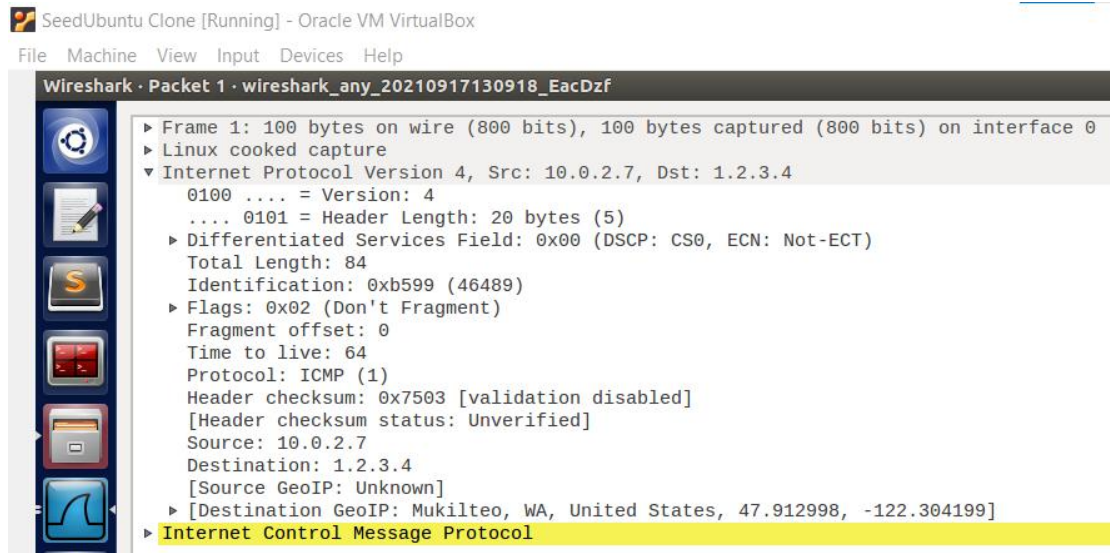 SeedUbuntu Clone [Running] - Oracle VM VirtualBox
File Machine View Input Devices Help
Wireshark · Packet 1 · wireshark_any_20210917130918_EacDzf
Frame 1: 100 bytes on wire (800 bits), 100 bytes captured (800 bits) on interface 0
Linux cooked capture
Internet Protocol Version 4, Src: 10.0.2.7, Dst: 1.2.3.4
0100 .... = Version: 4
.... 0101 = Header Length: 20 bytes (5)
Differentiated Services Field: 0x00 (DSCP: CS0, ECN: Not-ECT)
Total Length: 84
Identification: 0xb599 (46489)
Flags: 0x02 (Don't Fragment)
Fragment offset: 0
Time to live: 64
Protocol: ICMP (1)
Header checksum: 0x7503 [validation disabled]
[Header checksum status: Unverified]
Source: 10.0.2.7
Destination: 1.2.3.4
[Source GeoIP: Unknown]
[Destination GeoIP: Mukilteo, WA, United States, 47.912998, -122.304199]
Internet Control Message Protocol